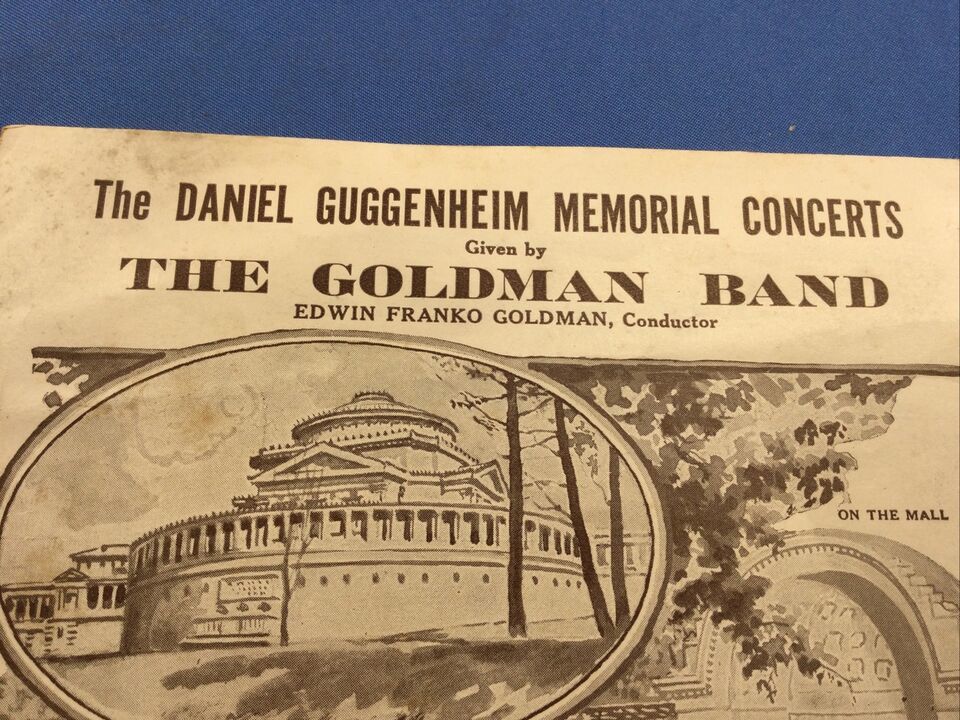 The DANIEL GUGGENHEIM MEMORIAL CONCERTS
Given by
THE GOLDMAN BAND
EDWIN FRANKO GOLDMAN, Conductor
ON THE MALL